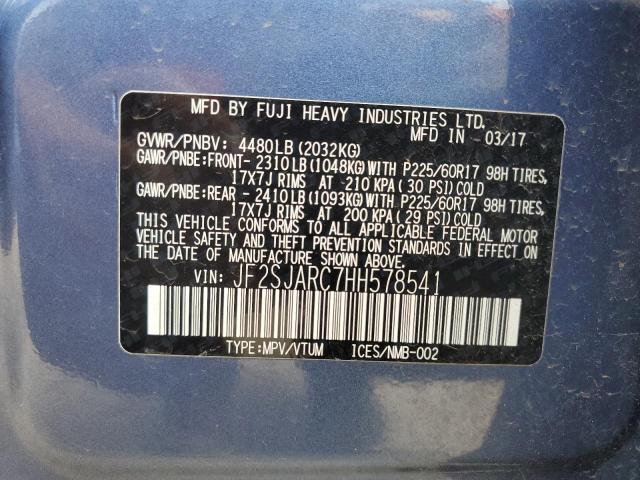 MFD BY FUJI HEAVY INDUSTRIES LTD.
MFD IN 03/17
GVWR/PNBV: 4480LB (2032KG)
GAWR/PNBE:FRONT- 2310LB(1048KG)WITH P225/60R17 98H TIRES,
17X7J RIMS AT 210 KPA( 30 PSI)COLD
GAWR/PNBE:REAR - 2410LB(1093KG)WITH P225/60R17 98H TIRES,
17X7J RIMS AT 200 KPA( 29 PSI)COLD
THIS VEHICLE CONFORMS TO ALL APPLICABLE FEDERAL MOTOR
VEHICLE SAFETY AND THEFT PREVENTION STANDARDS IN EFFECT ON
THE DATE OF MANUFACTURE SHOWN ABOVE.
VIN: JF2SJARC7HH578541
TYPE:MPV/VTUM ICES/NMB-002